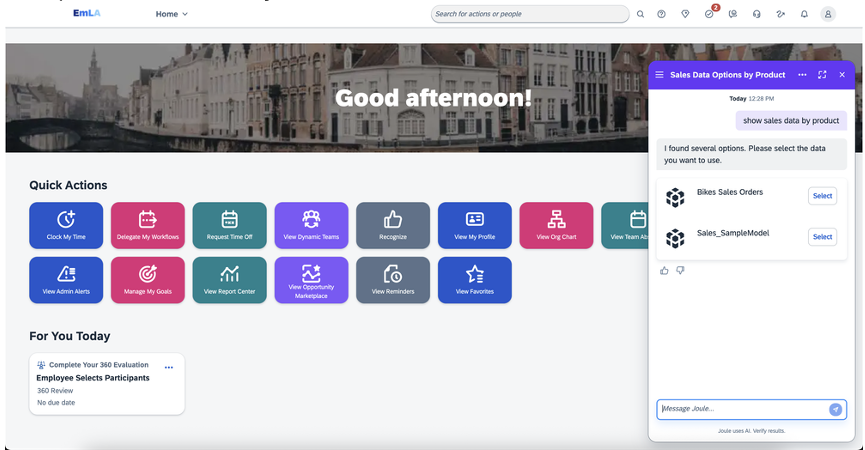 EmLA
Home
Search for actions or people
2
Good afternoon!
Quick Actions
Clock My Time
Delegate My Workflows
Request Time Off
View Dynamic Teams
Recognize
View My Profile
View Org Chart
View Team Abs
View Admin Alerts
Manage My Goals
View Report Center
View Opportunity
Marketplace
View Reminders
View Favorites
For You Today
Complete Your 360 Evaluation
Employee Selects Participants
360 Review
No due date
Sales Data Options by Product
Today 12:28 PM
show sales data by product
I found several options. Please select the data
you want to use.
Bikes Sales Orders
Select
Sales_SampleModel
Select
Message Joule...
Joule uses AI. Verify results.